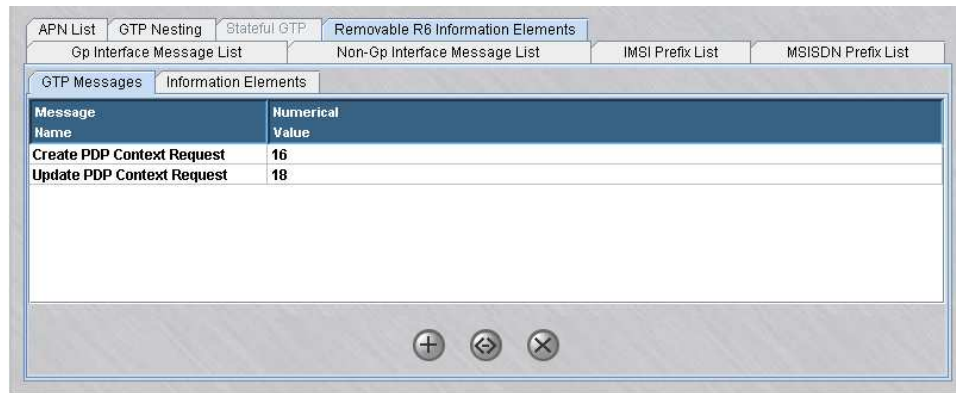 APN List GTP Nesting Stateful GTP Removable R6 Information Elements
Gp Interface Message List Non-Gp Interface Message List IMSI Prefix List MSISDN Prefix List
GTP Messages Information Elements
Message Numerical
Name Value
Create PDP Context Request 16
Update PDP Context Request 18